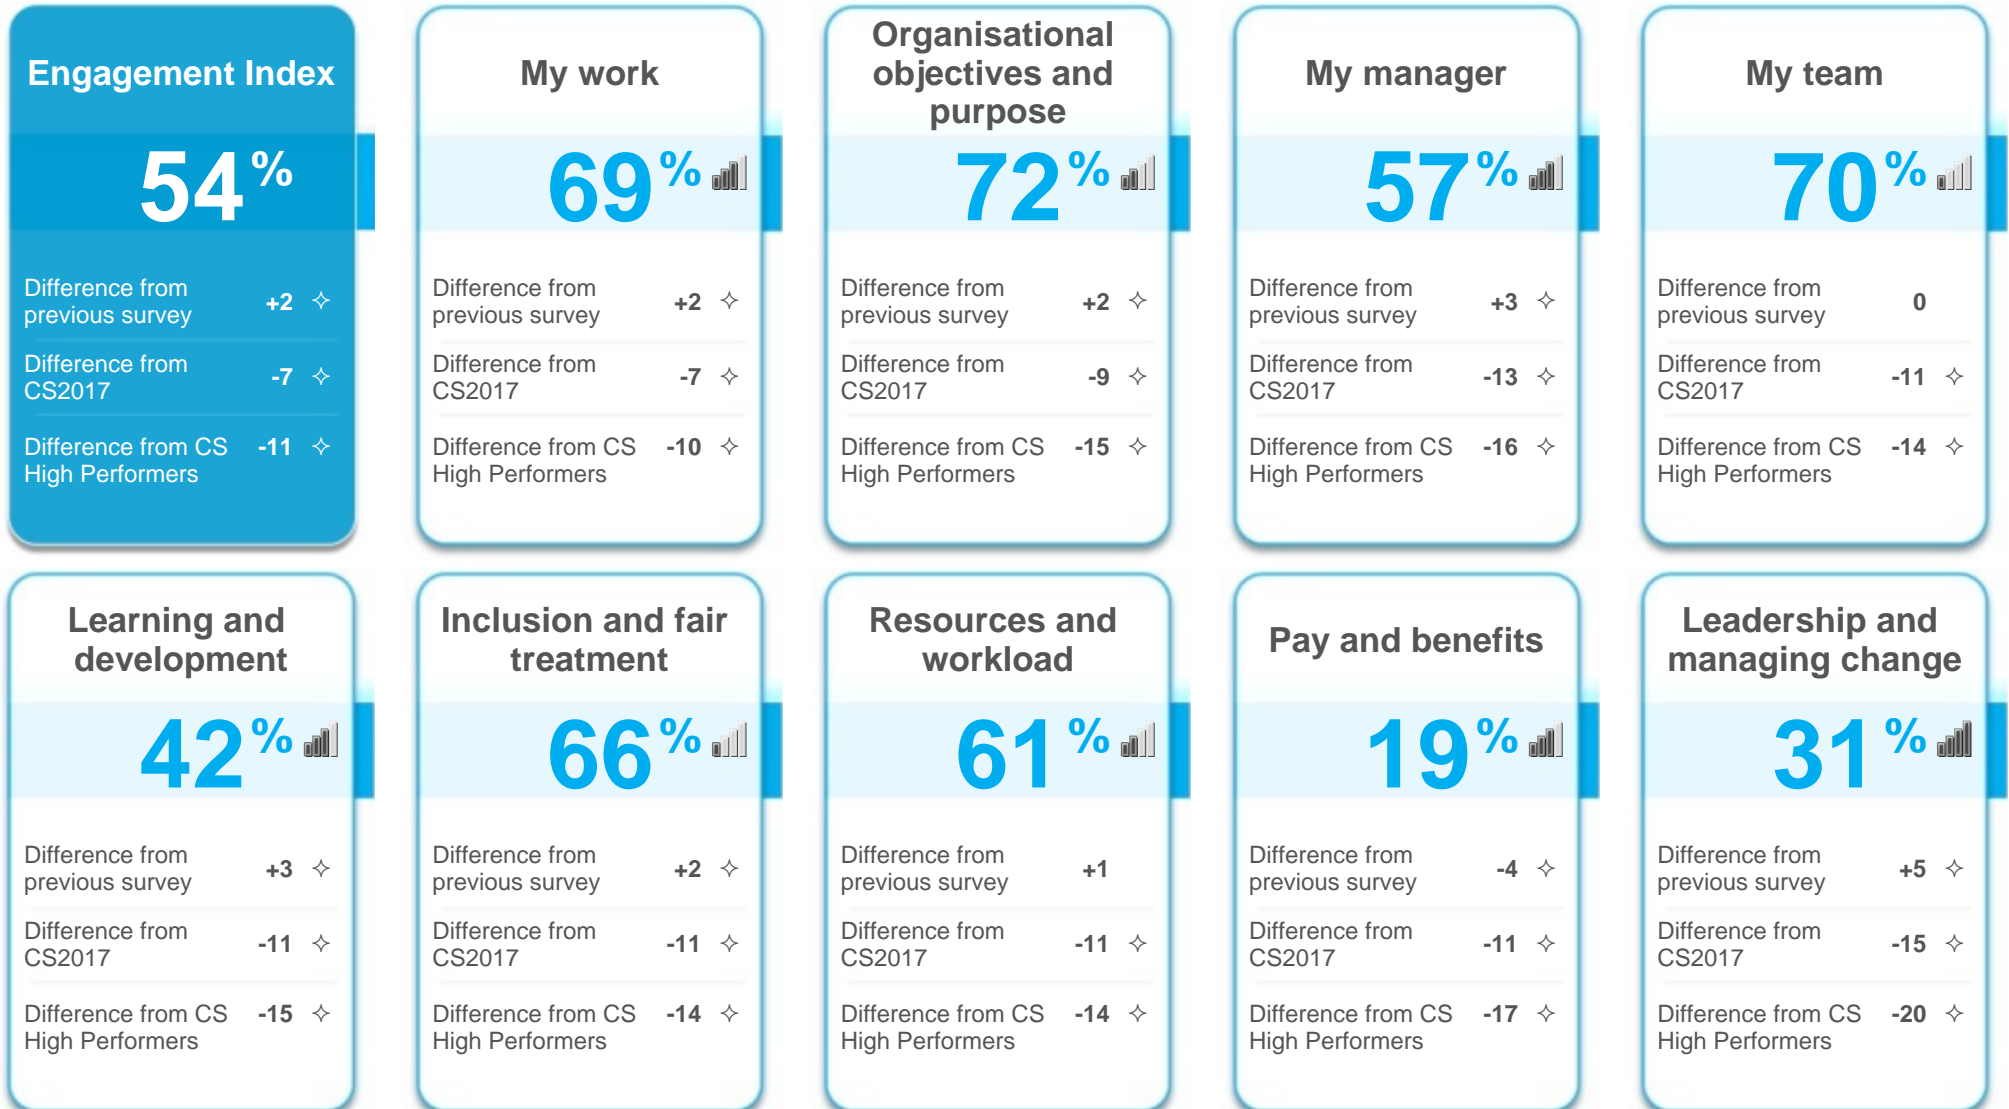 Engagement Index
54%
Difference from
previous survey +2 ✧
Difference from
CS2017 -7 ✧
Difference from CS
High Performers -11 ✧
My work
69%
Difference from
previous survey +2 ✧
Difference from
CS2017 -7 ✧
Difference from CS
High Performers -10 ✧
Organisational
objectives and
purpose
72%
Difference from
previous survey +2 ✧
Difference from
CS2017 -9 ✧
Difference from CS
High Performers -15 ✧
My manager
57%
Difference from
previous survey +3 ✧
Difference from
CS2017 -13 ✧
Difference from CS
High Performers -16 ✧
My team
70%
Difference from
previous survey 0
Difference from
CS2017 -11 ✧
Difference from CS
High Performers -14 ✧
Learning and
development
42%
Difference from
previous survey +3 ✧
Difference from
CS2017 -11 ✧
Difference from CS
High Performers -15 ✧
Inclusion and fair
treatment
66%
Difference from
previous survey +2 ✧
Difference from
CS2017 -11 ✧
Difference from CS
High Performers -14 ✧
Resources and
workload
61%
Difference from
previous survey +1
Difference from
CS2017 -11 ✧
Difference from CS
High Performers -14 ✧
Pay and benefits
19%
Difference from
previous survey -4 ✧
Difference from
CS2017 -11 ✧
Difference from CS
High Performers -17 ✧
Leadership and
managing change
31%
Difference from
previous survey +5 ✧
Difference from
CS2017 -15 ✧
Difference from CS
High Performers -20 ✧